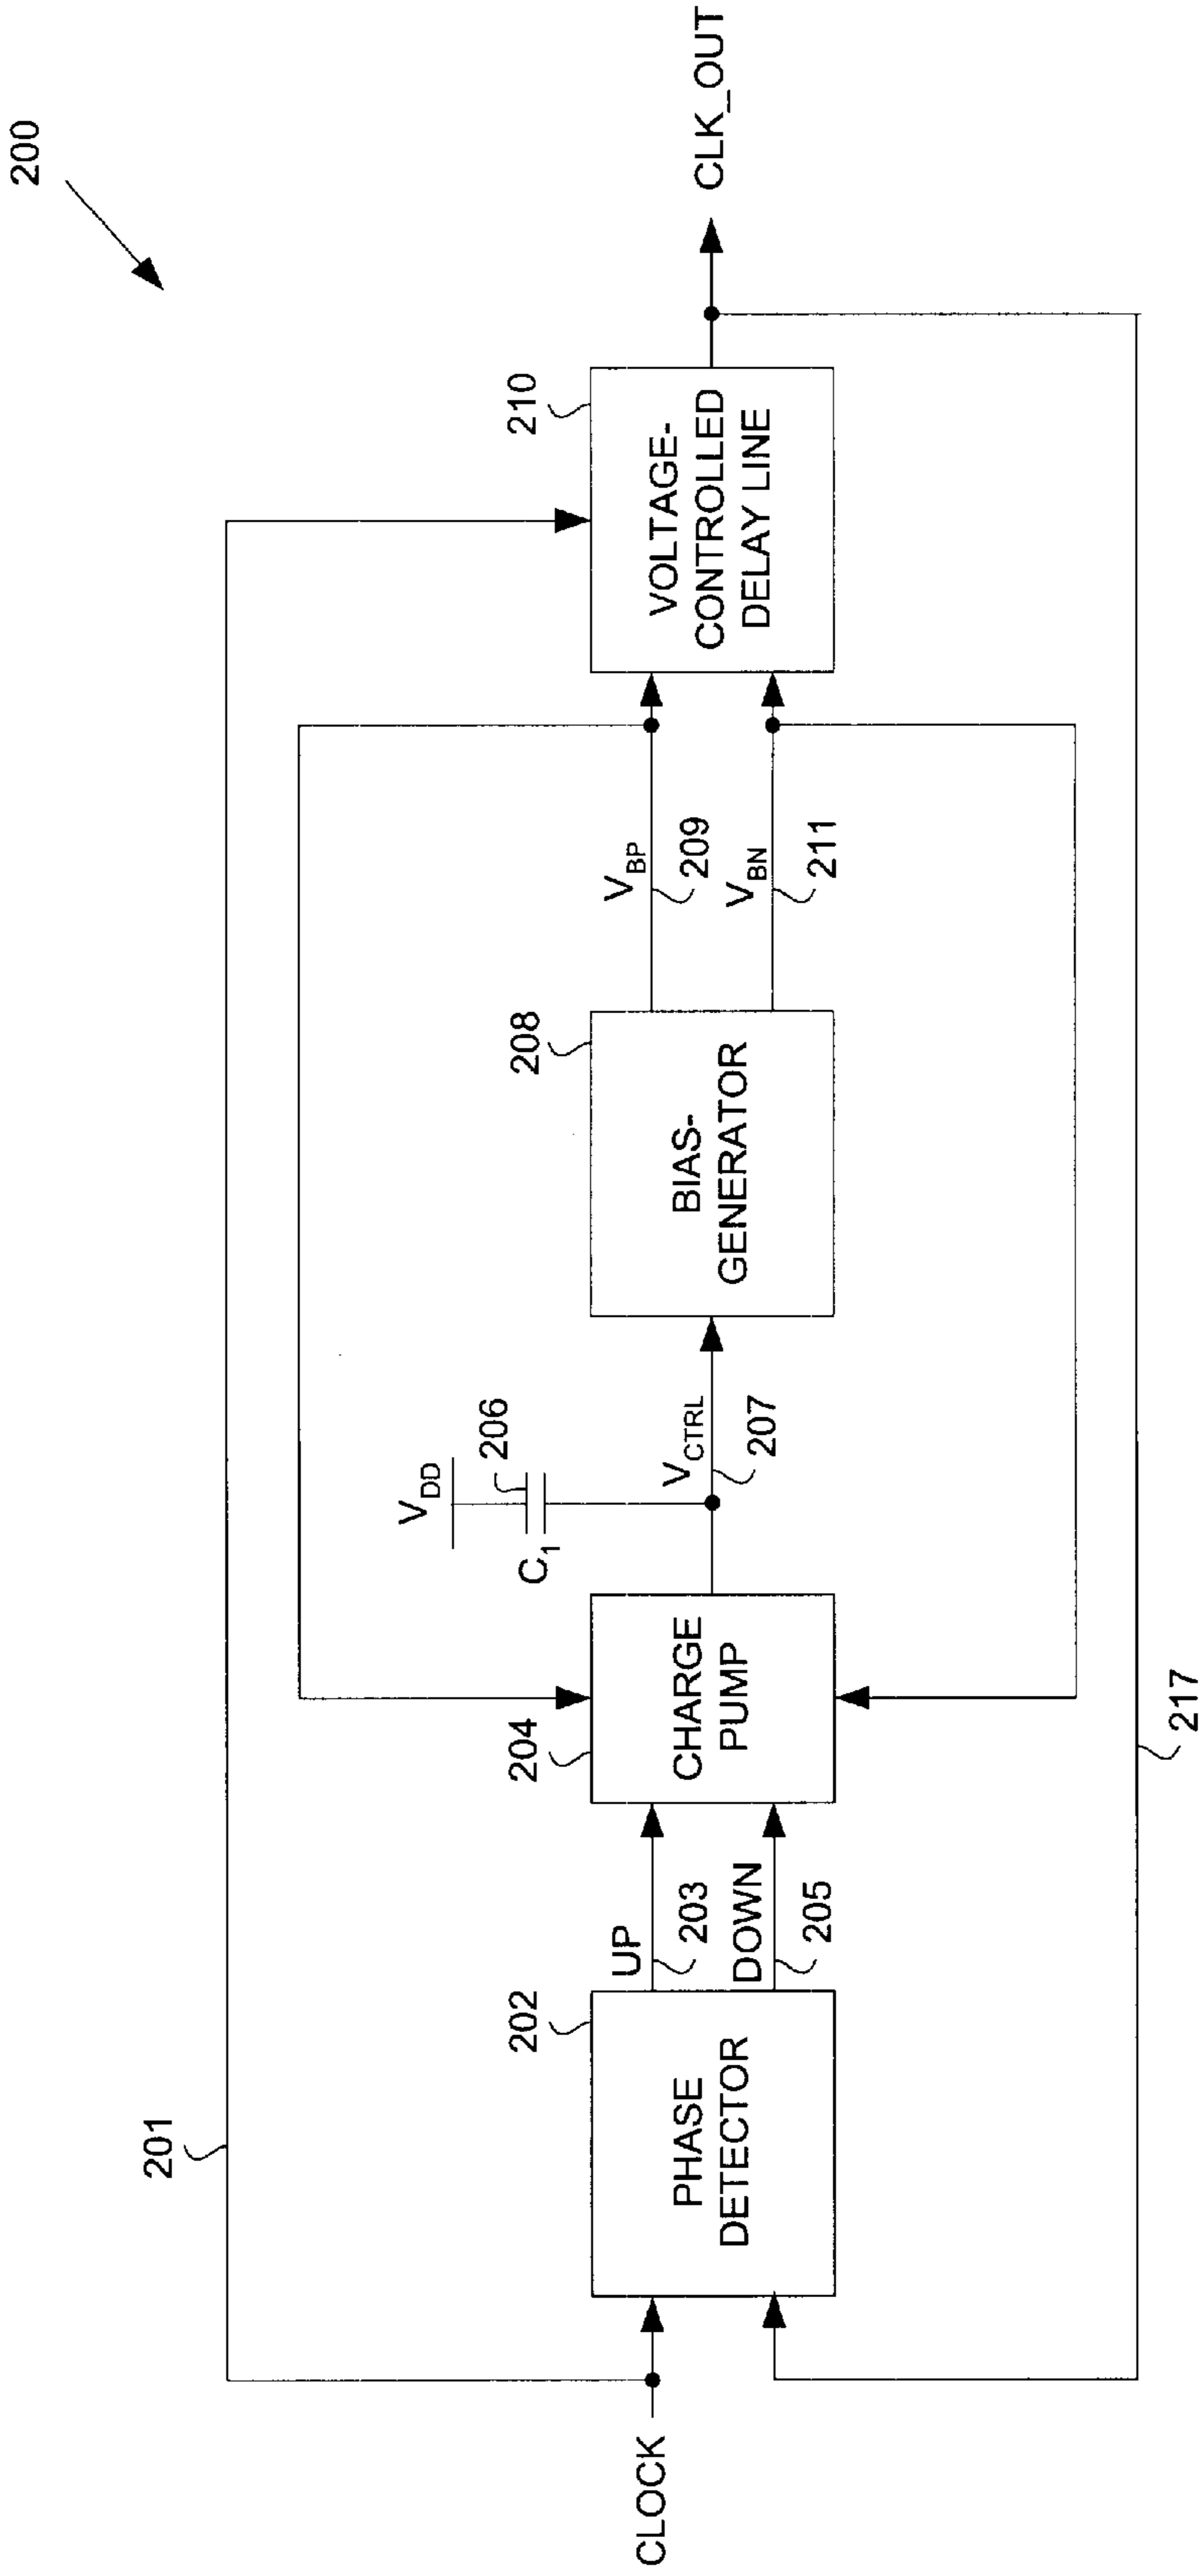 200
201
CLOCK
PHASE
DETECTOR
202
UP
203
DOWN
205
CHARGE
PUMP
204
V_DD
206
C_1
V_CTRL
207
BIAS-
GENERATOR
208
V_BP
209
V_BN
211
VOLTAGE-
CONTROLLED
DELAY LINE
210
CLK_OUT
217